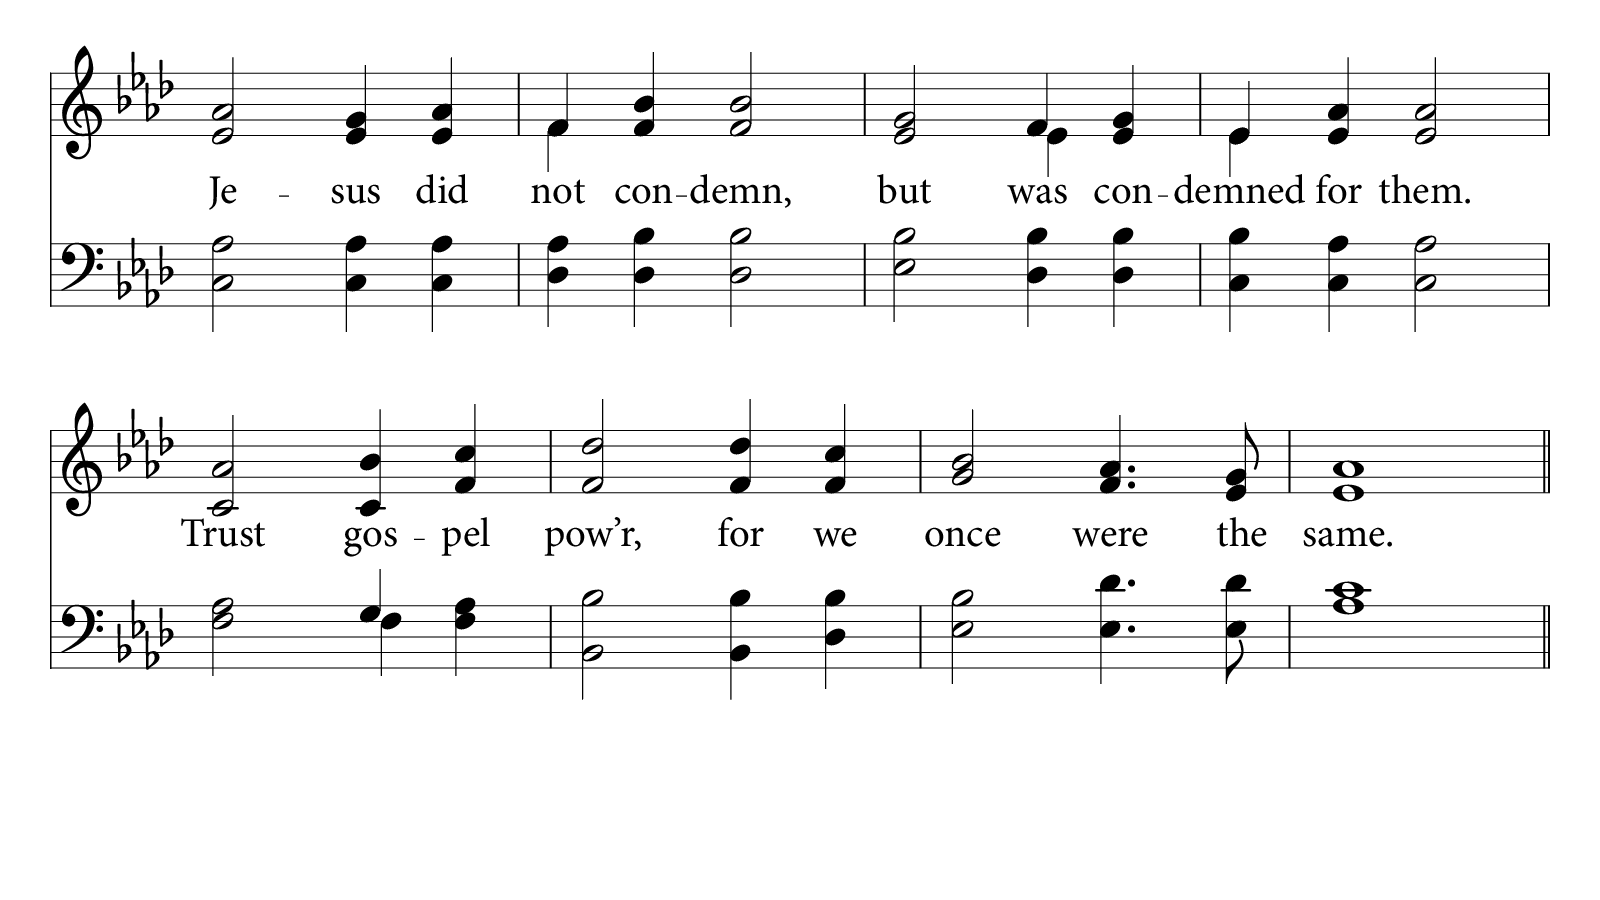 Je - sus did not con-demn, but was con-demned for them.
Trust gos - pel pow’r, for we once were the same.